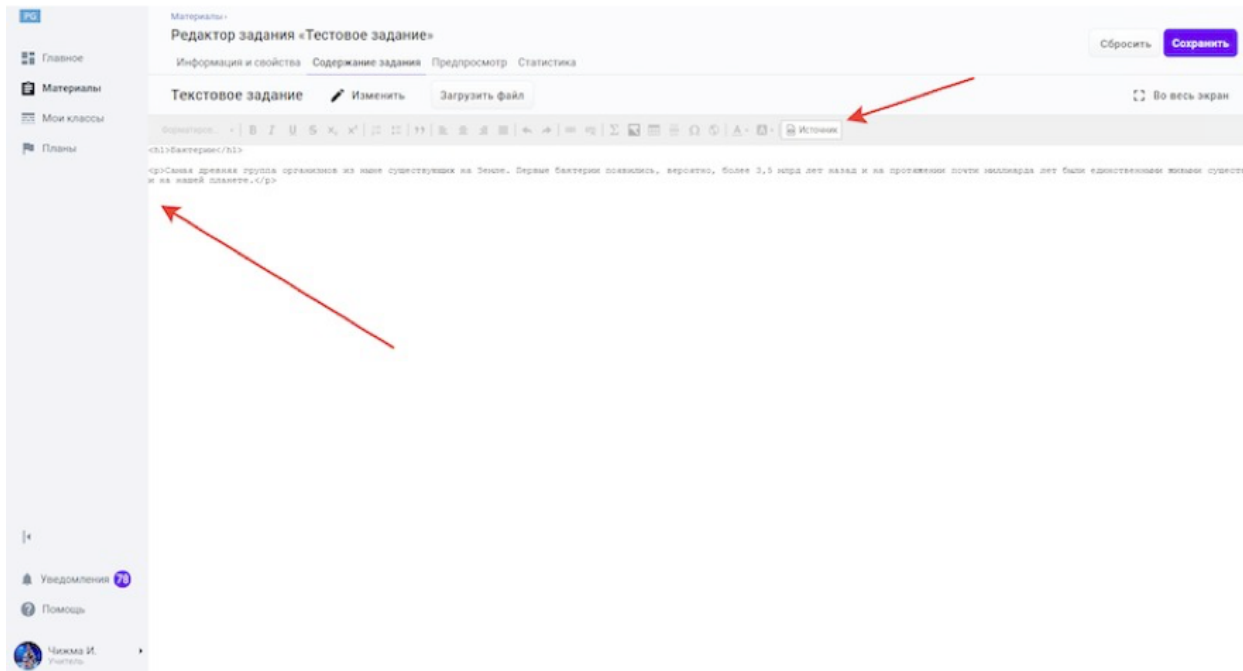 PG
Главное
Материалы
Мои классы
Планы
Уведомления 78
Помощь
Чижма И.
Учитель
Материалы ›
Редактор задания «Тестовое задание»
Сбросить
Сохранить
Информация и свойства Содержание задания Предпросмотр Статистика
Текстовое задание Изменить Загрузить файл Во весь экран
B I U S Источник
<h1>Бактерии</h1>
<p>Самая древняя группа организмов из ныне существующих на Земле. Первые бактерии появились, вероятно, более 3,5 млрд лет назад и на протяжении почти миллиарда лет были единственными живыми сущест
и на нашей планете.</p>